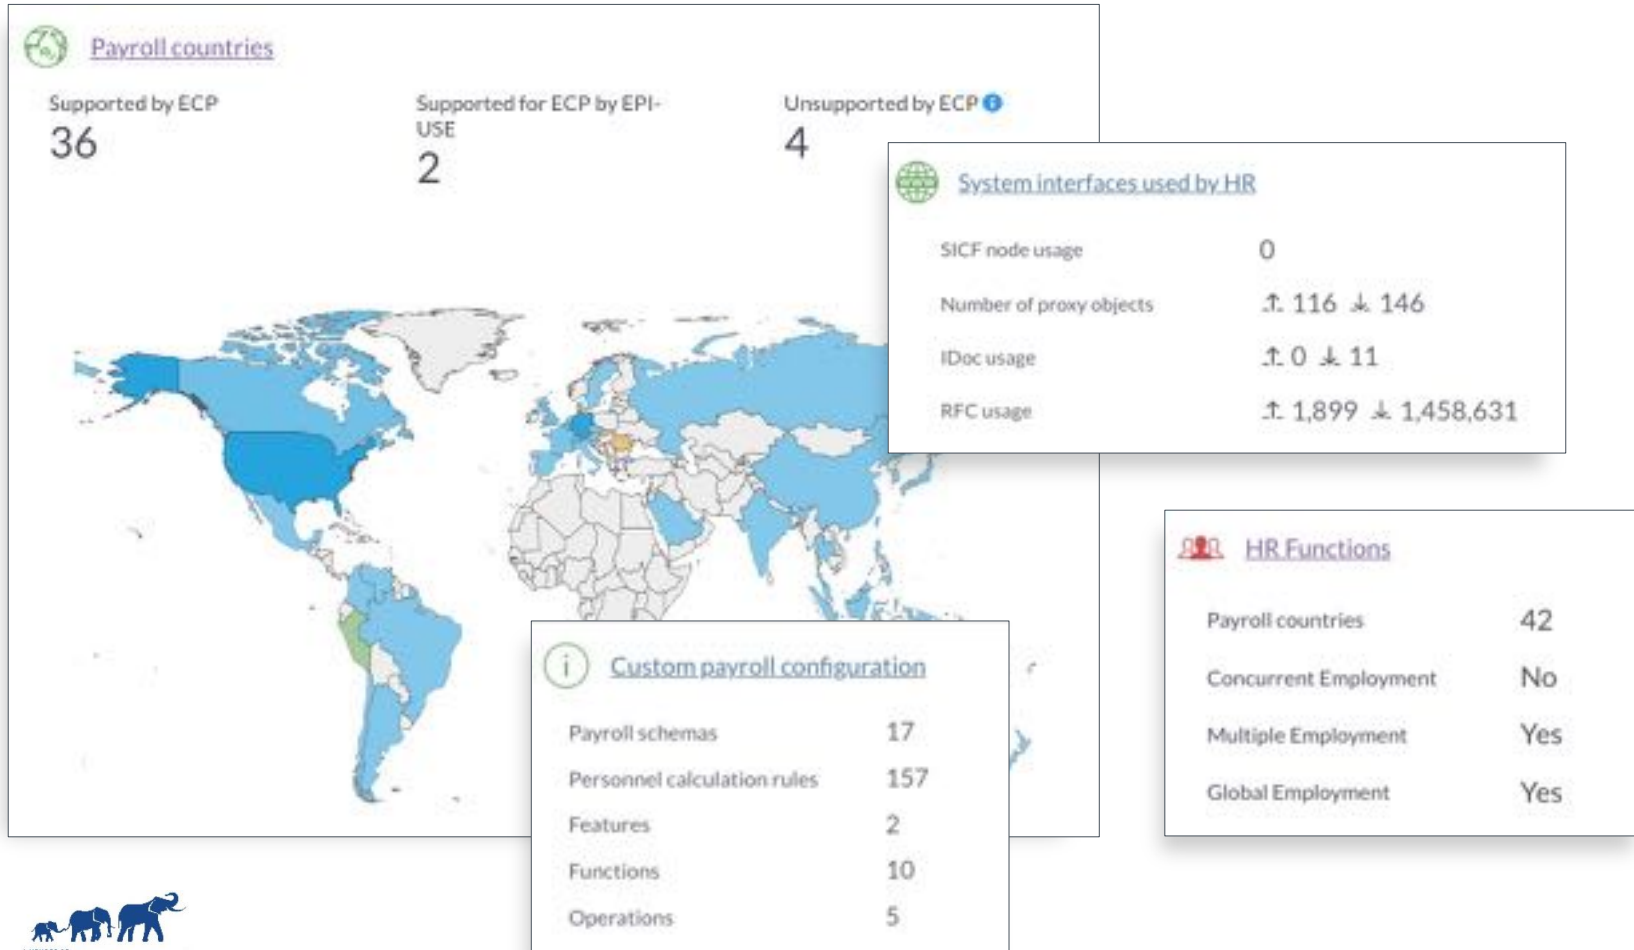 Payroll countries
Supported by ECP
36
Supported for ECP by EPI-
USE
2
Unsupported by ECP
4
System interfaces used by HR
SICF node usage 0
Number of proxy objects 116 146
IDoc usage 0 11
RFC usage 1,899 1,458,631
HR Functions
Payroll countries 42
Concurrent Employment No
Multiple Employment Yes
Global Employment Yes
Custom payroll configuration
Payroll schemas 17
Personnel calculation rules 157
Features 2
Functions 10
Operations 5